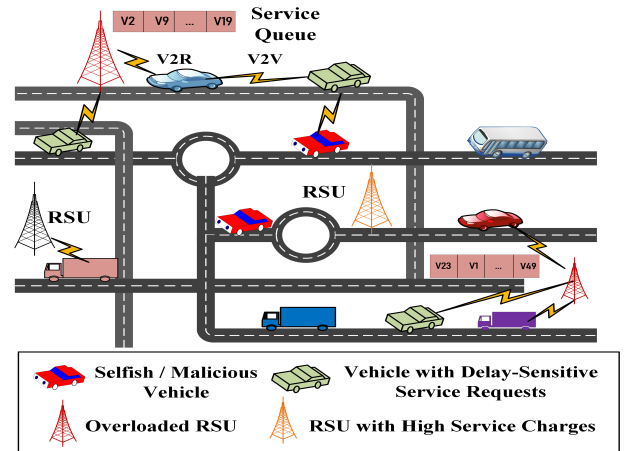 V2 V9 ... V19
Service
Queue
V2R
V2V
RSU
RSU
V23 V1 ... V49
Selfish / Malicious
Vehicle
Vehicle with Delay-Sensitive
Service Requests
Overloaded RSU
RSU with High Service Charges